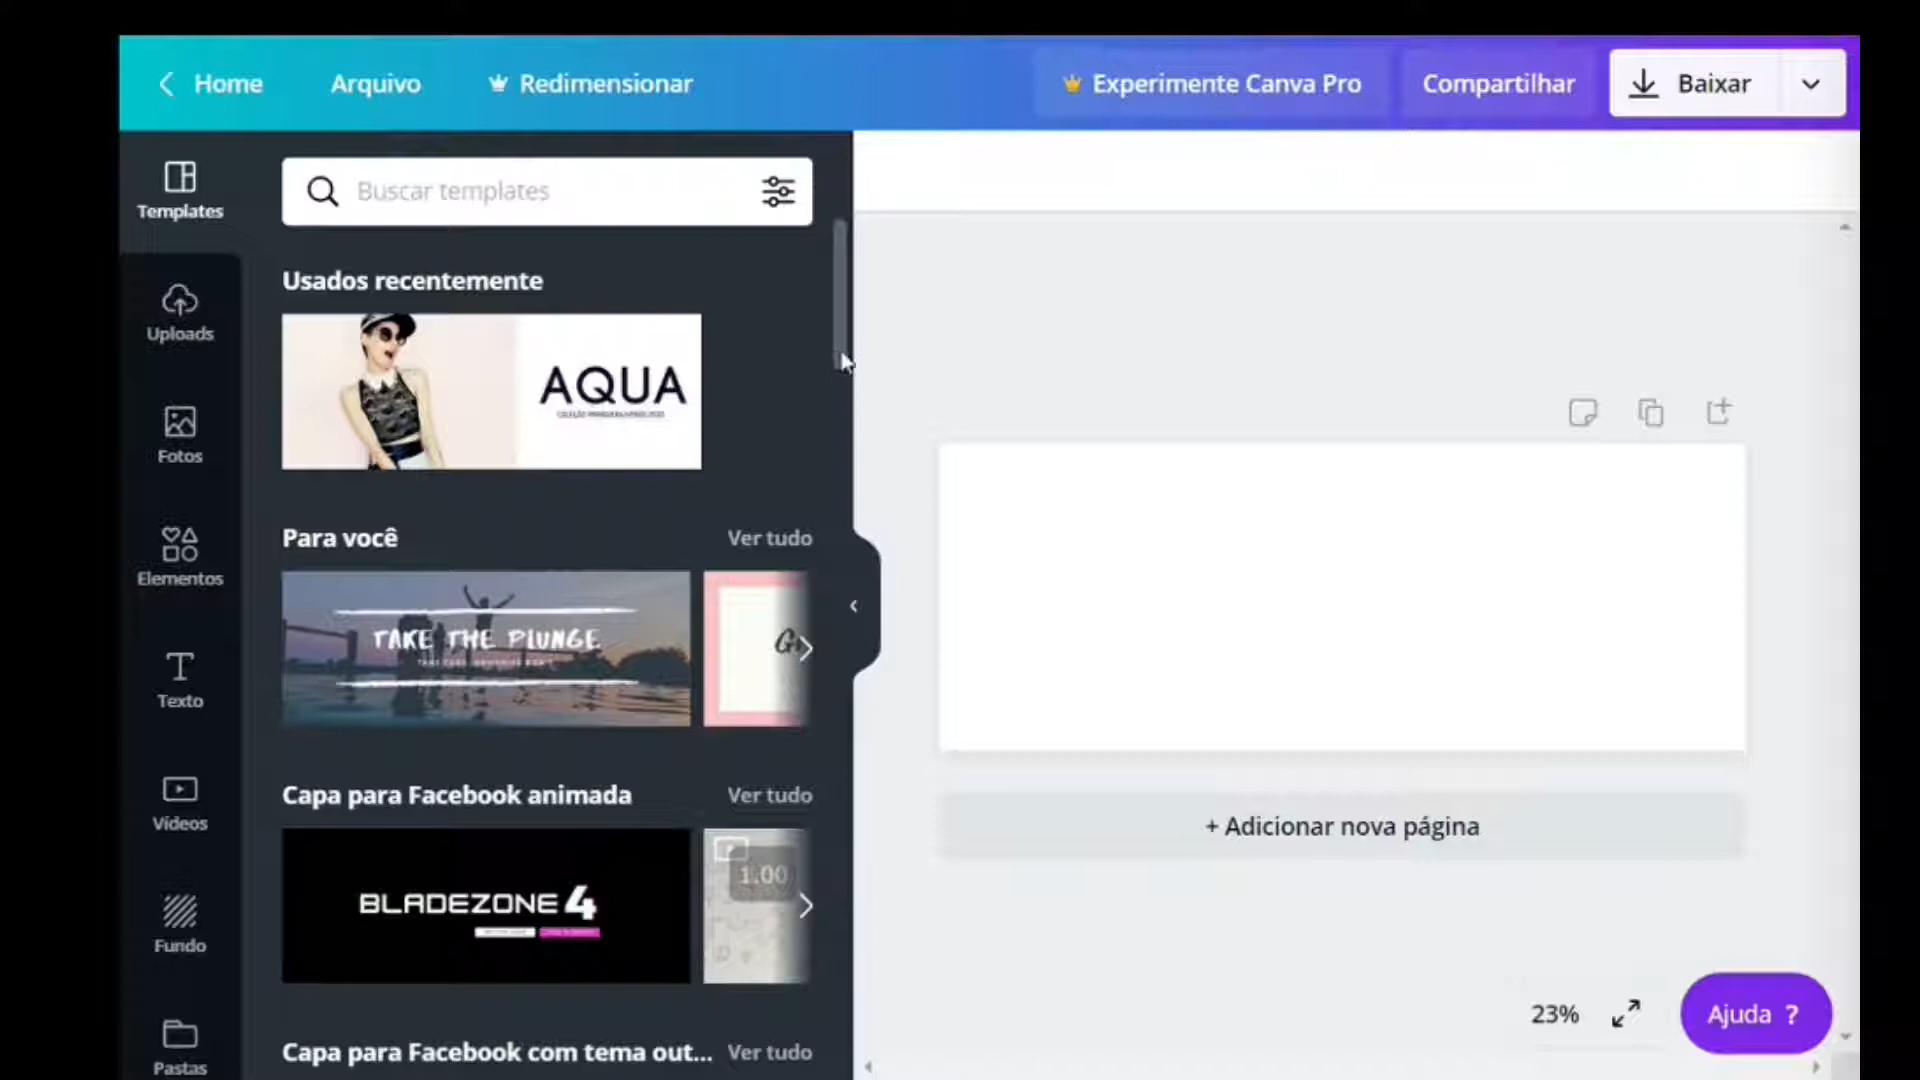 Home
Arquivo
Redimensionar
Experimente Canva Pro
Compartilhar
Baixar
Templates
Buscar templates
Uploads
Usados recentemente
AQUA
Fotos
Para você
Ver tudo
Elementos
TAKE THE PLUNGE
Texto
Capa para Facebook animada
Ver tudo
+ Adicionar nova página
Vídeos
1.00
BLADEZONE 4
Fundo
23%
Ajuda ?
Capa para Facebook com tema out...
Ver tudo
Pastas